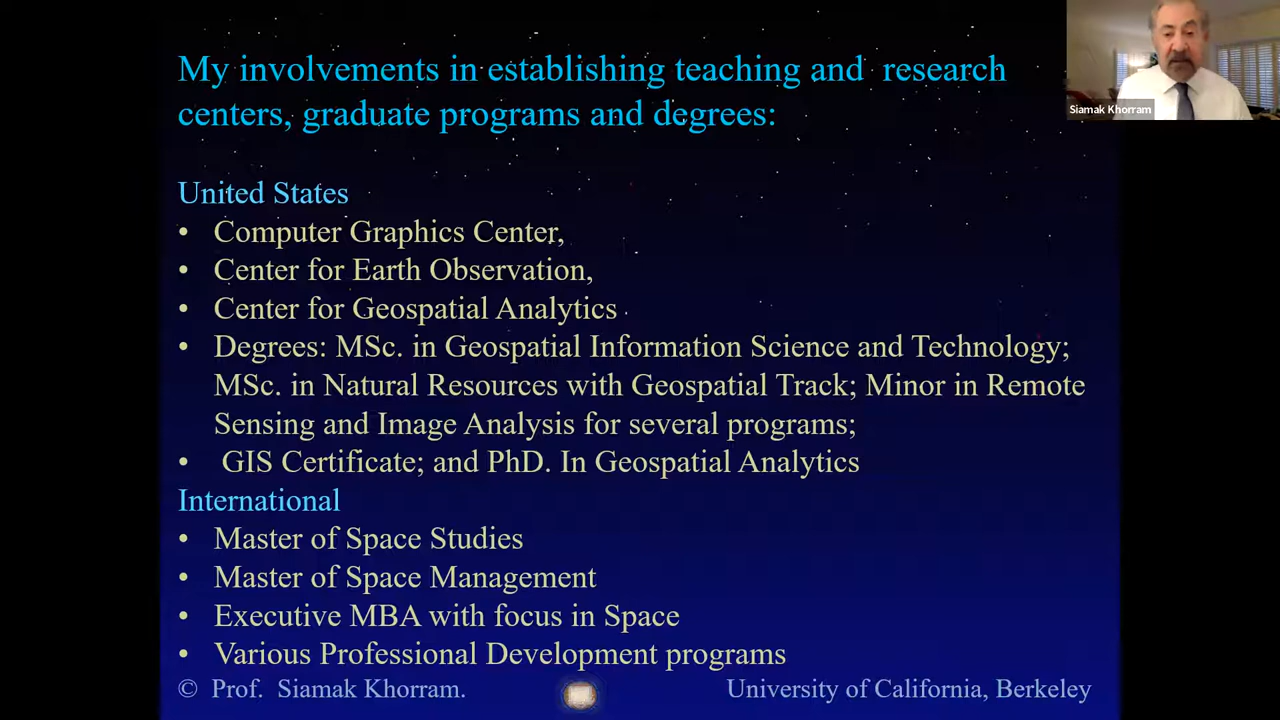 My involvements in establishing teaching and research
centers, graduate programs and degrees:
Siamak Khorram
United States
• Computer Graphics Center,
• Center for Earth Observation,
• Center for Geospatial Analytics
• Degrees: MSc. in Geospatial Information Science and Technology;
MSc. in Natural Resources with Geospatial Track; Minor in Remote
Sensing and Image Analysis for several programs;
• GIS Certificate; and PhD. In Geospatial Analytics
International
• Master of Space Studies
• Master of Space Management
• Executive MBA with focus in Space
• Various Professional Development programs
© Prof. Siamak Khorram. University of California, Berkeley